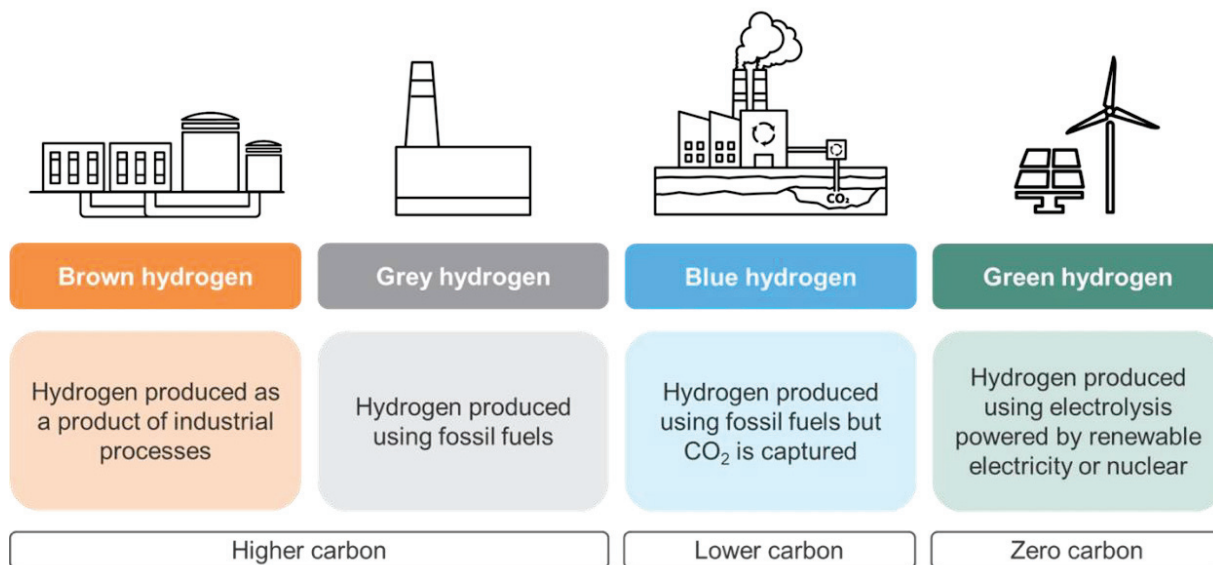 CO₂
Brown hydrogen
Grey hydrogen
Blue hydrogen
Green hydrogen
Hydrogen produced as
a product of industrial
processes
Hydrogen produced
using fossil fuels
Hydrogen produced
using fossil fuels but
CO₂ is captured
Hydrogen produced
using electrolysis
powered by renewable
electricity or nuclear
Higher carbon
Lower carbon
Zero carbon